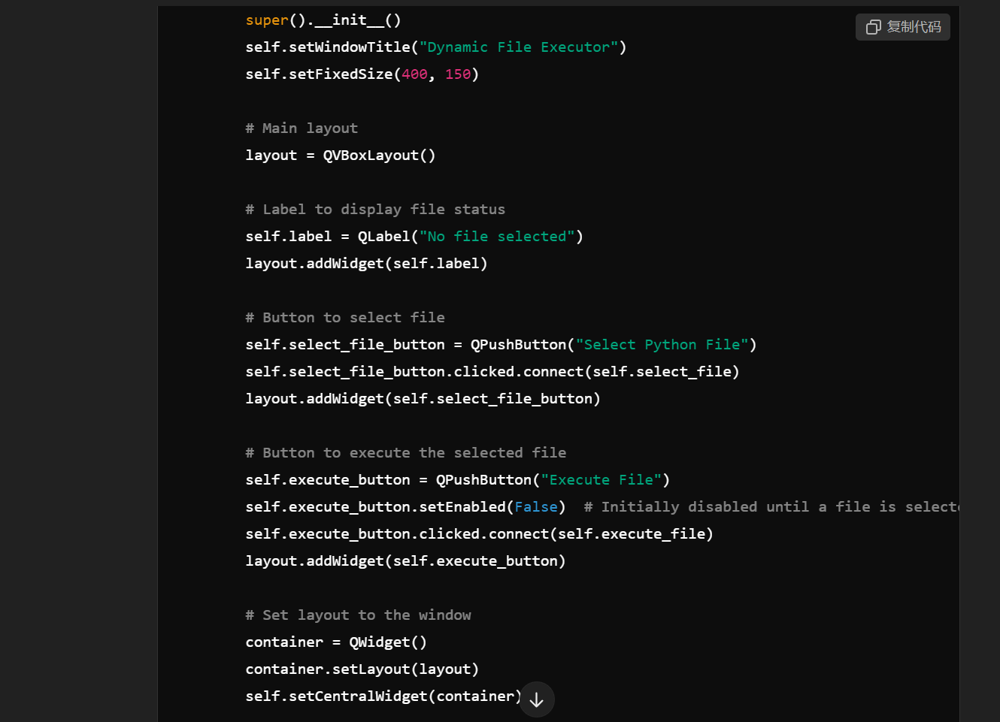 super().__init__()
复制代码
self.setWindowTitle("Dynamic File Executor")
self.setFixedSize(400, 150)
# Main layout
layout = QVBoxLayout()
# Label to display file status
self.label = QLabel("No file selected")
layout.addWidget(self.label)
# Button to select file
self.select_file_button = QPushButton("Select Python File")
self.select_file_button.clicked.connect(self.select_file)
layout.addWidget(self.select_file_button)
# Button to execute the selected file
self.execute_button = QPushButton("Execute File")
self.execute_button.setEnabled(False)  # Initially disabled until a file is selecte
self.execute_button.clicked.connect(self.execute_file)
layout.addWidget(self.execute_button)
# Set layout to the window
container = QWidget()
container.setLayout(layout)
self.setCentralWidget(container)